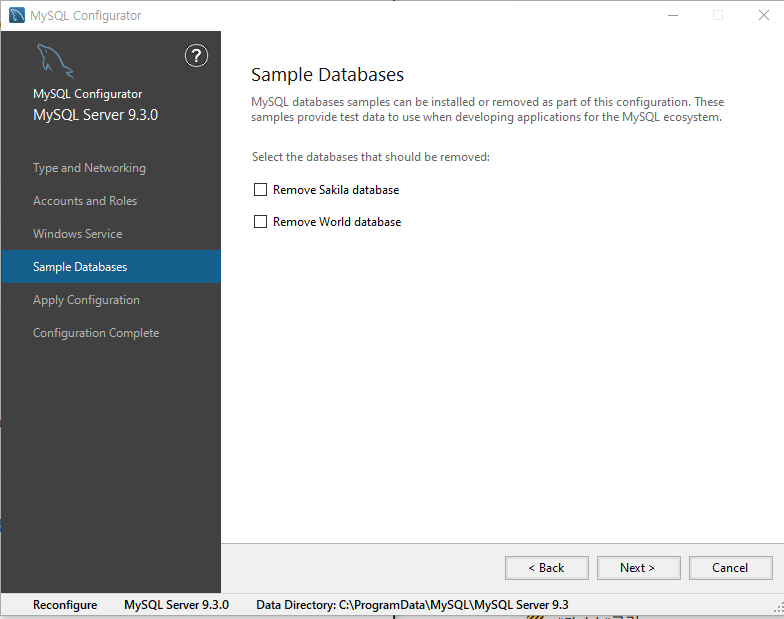 MySQL Configurator
?
MySQL Configurator
MySQL Server 9.3.0
Type and Networking
Accounts and Roles
Windows Service
Sample Databases
Apply Configuration
Configuration Complete
Sample Databases
MySQL databases samples can be installed or removed as part of this configuration. These
samples provide test data to use when developing applications for the MySQL ecosystem.
Select the databases that should be removed:
Remove Sakila database
Remove World database
< Back
Next >
Cancel
Reconfigure
MySQL Server 9.3.0
Data Directory: C:\ProgramData\MySQL\MySQL Server 9.3